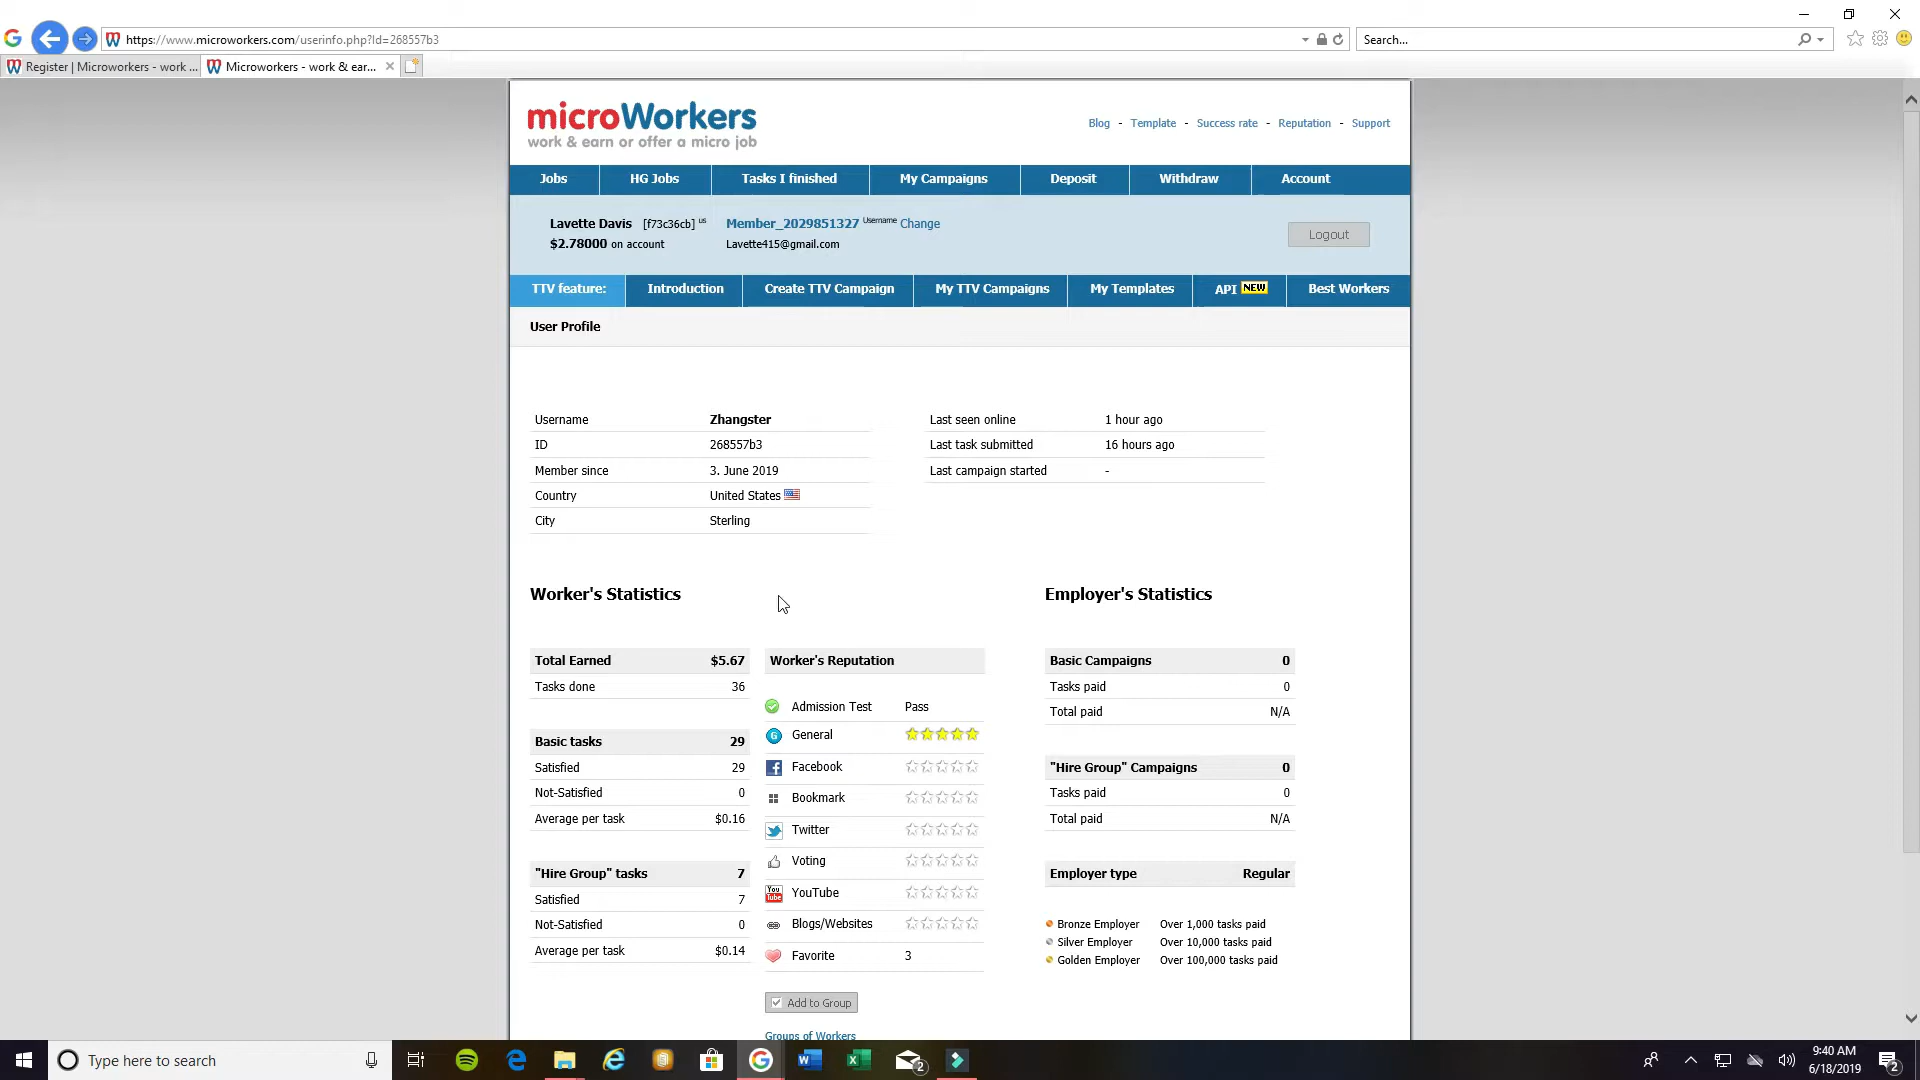 https://www.microworkers.com/userinfo.php?Id=268557b3
Search...
Register | Microworkers - work ...
Microworkers - work & ear...
microWorkers
work & earn or offer a micro job
Blog - Template - Success rate - Reputation - Support
Jobs HG Jobs Tasks I finished My Campaigns Deposit Withdraw Account
Lavette Davis [f73c36cb] us Member_2029851327 Username Change
$2.78000 on account Lavette415@gmail.com
Logout
TTV feature: Introduction Create TTV Campaign My TTV Campaigns My Templates API NEW Best Workers
User Profile
Username Zhangster
ID 268557b3
Member since 3. June 2019
Country United States
City Sterling
Last seen online 1 hour ago
Last task submitted 16 hours ago
Last campaign started -
Worker's Statistics
Total Earned $5.67
Tasks done 36
Basic tasks 29
Satisfied 29
Not-Satisfied 0
Average per task $0.16
"Hire Group" tasks 7
Satisfied 7
Not-Satisfied 0
Average per task $0.14
Worker's Reputation
Admission Test Pass
G General
f Facebook
Bookmark
Twitter
Voting
You Tube YouTube
Blogs/Websites
Favorite 3
Add to Group
Groups of Workers
Employer's Statistics
Basic Campaigns 0
Tasks paid 0
Total paid N/A
"Hire Group" Campaigns 0
Tasks paid 0
Total paid N/A
Employer type Regular
Bronze Employer Over 1,000 tasks paid
Silver Employer Over 10,000 tasks paid
Golden Employer Over 100,000 tasks paid
Type here to search
2
9:40 AM
6/18/2019
2